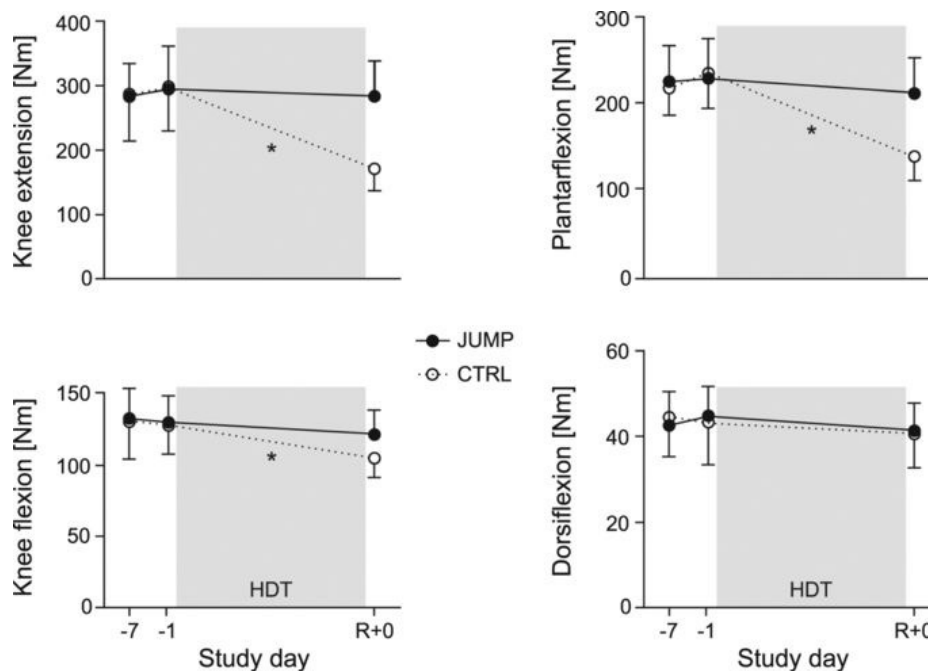 400
300
200
100
0
Knee extension [Nm]
*
300
200
100
0
Plantarflexion [Nm]
*
JUMP
CTRL
150
100
50
0
Knee flexion [Nm]
*
HDT
-7 -1 R+0
Study day
60
40
20
0
Dorsiflexion [Nm]
HDT
-7 -1 R+0
Study day